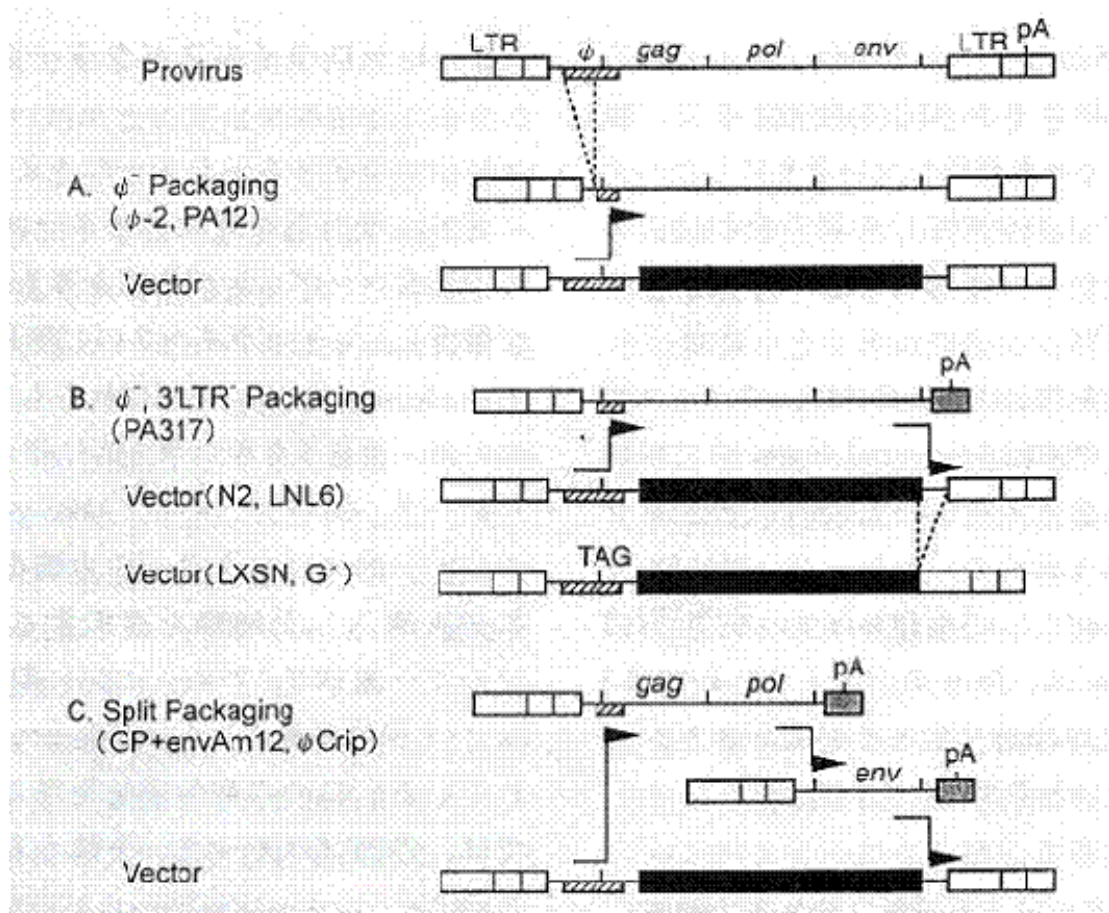 LTR ϕ gag pol env LTR pA
Provirus
A. ϕ⁻ Packaging
(ϕ-2, PA12)
Vector
pA
B. ϕ⁻, 3'LTR⁻ Packaging
(PA317)
Vector(N2, LNL6)
TAG
Vector(LXSN, G⁺)
gag pol pA
C. Split Packaging
(GP+envAm12, ϕCrip)
env pA
Vector